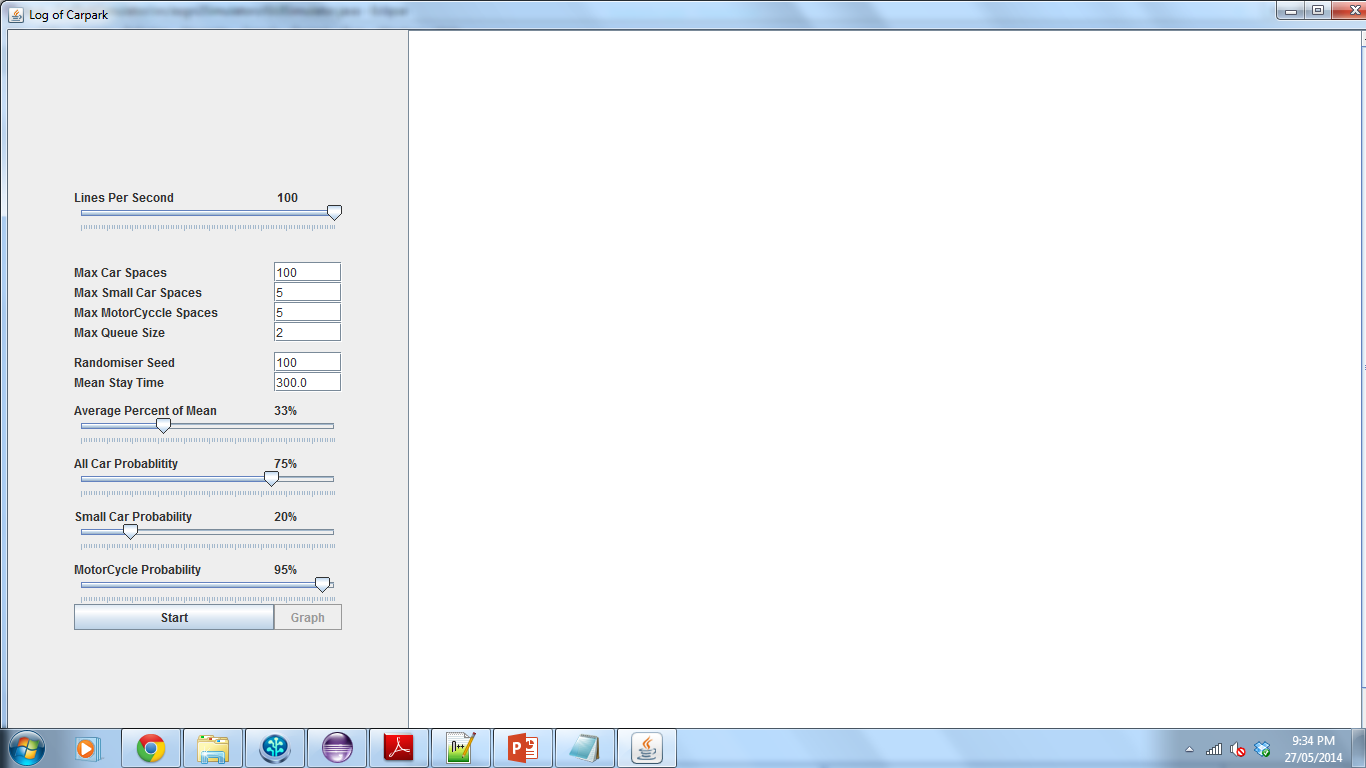 Log of Carpark
Lines Per Second 100
Max Car Spaces 100
Max Small Car Spaces 5
Max MotorCyccle Spaces 5
Max Queue Size 2
Randomiser Seed 100
Mean Stay Time 300.0
Average Percent of Mean 33%
All Car Probablitity 75%
Small Car Probability 20%
MotorCycle Probability 95%
Start Graph
9:34 PM
27/05/2014